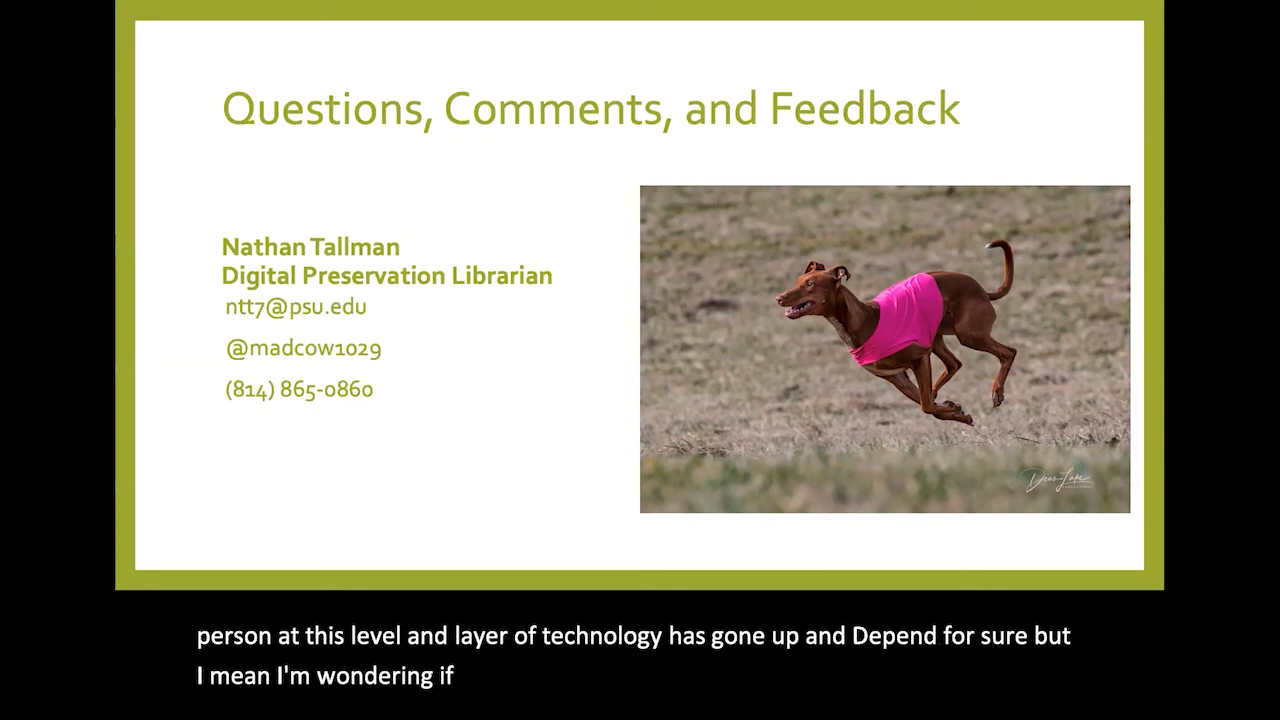 Questions, Comments, and Feedback
Nathan Tallman
Digital Preservation Librarian
ntt7@psu.edu
@madcow1029
(814) 865-0860
person at this level and layer of technology has gone up and Depend for sure but
I mean I'm wondering if